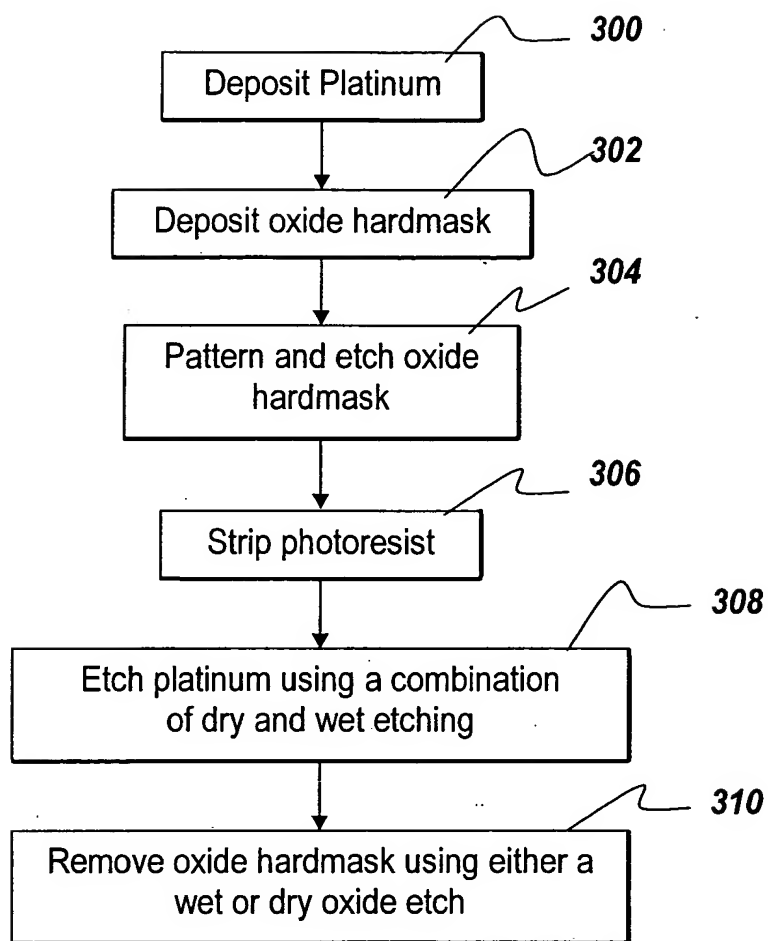 300
Deposit Platinum
302
Deposit oxide hardmask
304
Pattern and etch oxide
hardmask
306
Strip photoresist
308
Etch platinum using a combination
of dry and wet etching
310
Remove oxide hardmask using either a
wet or dry oxide etch